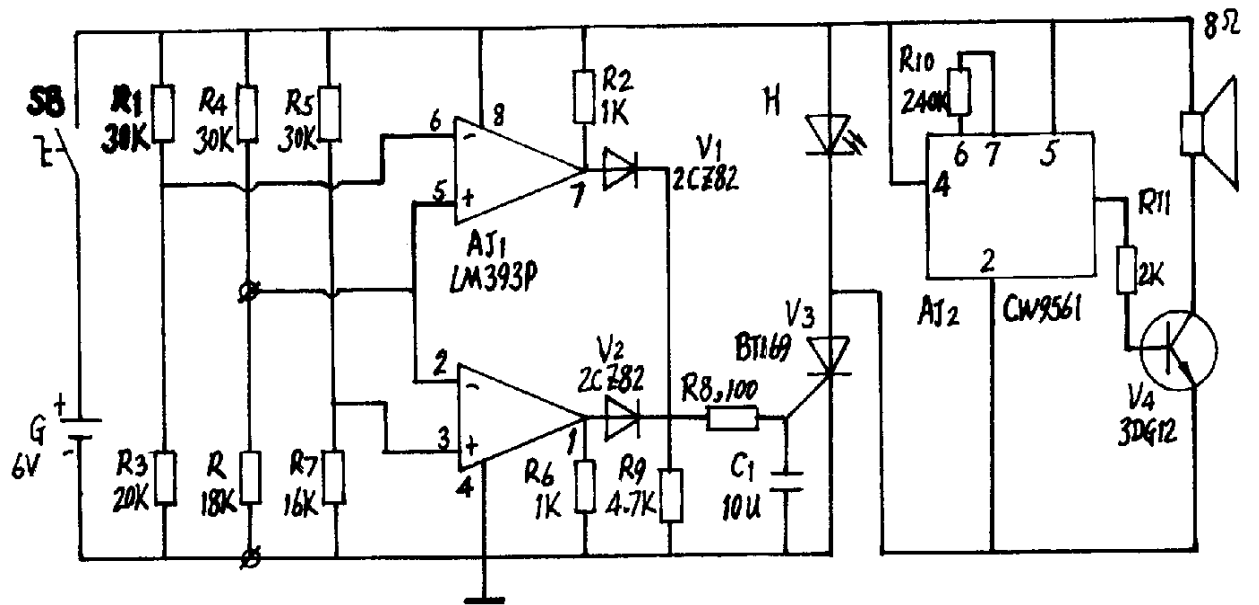 8Ω
SB
R1
30K
R4
30K
R5
30K
6
-
8
5
+
7
AJ1
LM393P
R2
1K
V1
2CZ82
H
R10
240K
6 7 5
4
2
AJ2
CW9561
R11
2K
V4
3DG12
+
G
6V
-
R3
20K
R
18K
R7
16K
2
-
3
+
4
1
R6
1K
V2
2CZ82
R9
4.7K
R8,100
C1
10U
V3
BT169